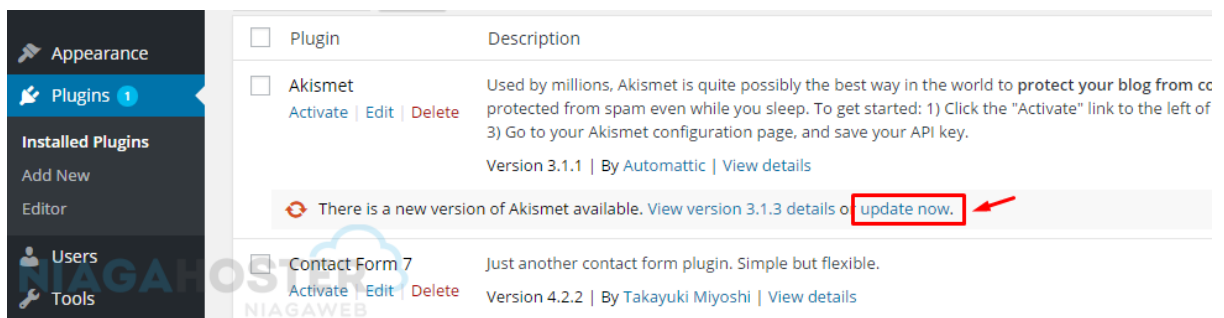 Appearance
Plugins 1
Installed Plugins
Add New
Editor
Users
Tools
Plugin Description
Akismet
Activate | Edit | Delete
Used by millions, Akismet is quite possibly the best way in the world to protect your blog from co
protected from spam even while you sleep. To get started: 1) Click the "Activate" link to the left of
3) Go to your Akismet configuration page, and save your API key.
Version 3.1.1 | By Automattic | View details
There is a new version of Akismet available. View version 3.1.3 details or update now.
Contact Form 7
Activate | Edit | Delete
Just another contact form plugin. Simple but flexible.
Version 4.2.2 | By Takayuki Miyoshi | View details
NIAGAHOSTER
NIAGAWEB